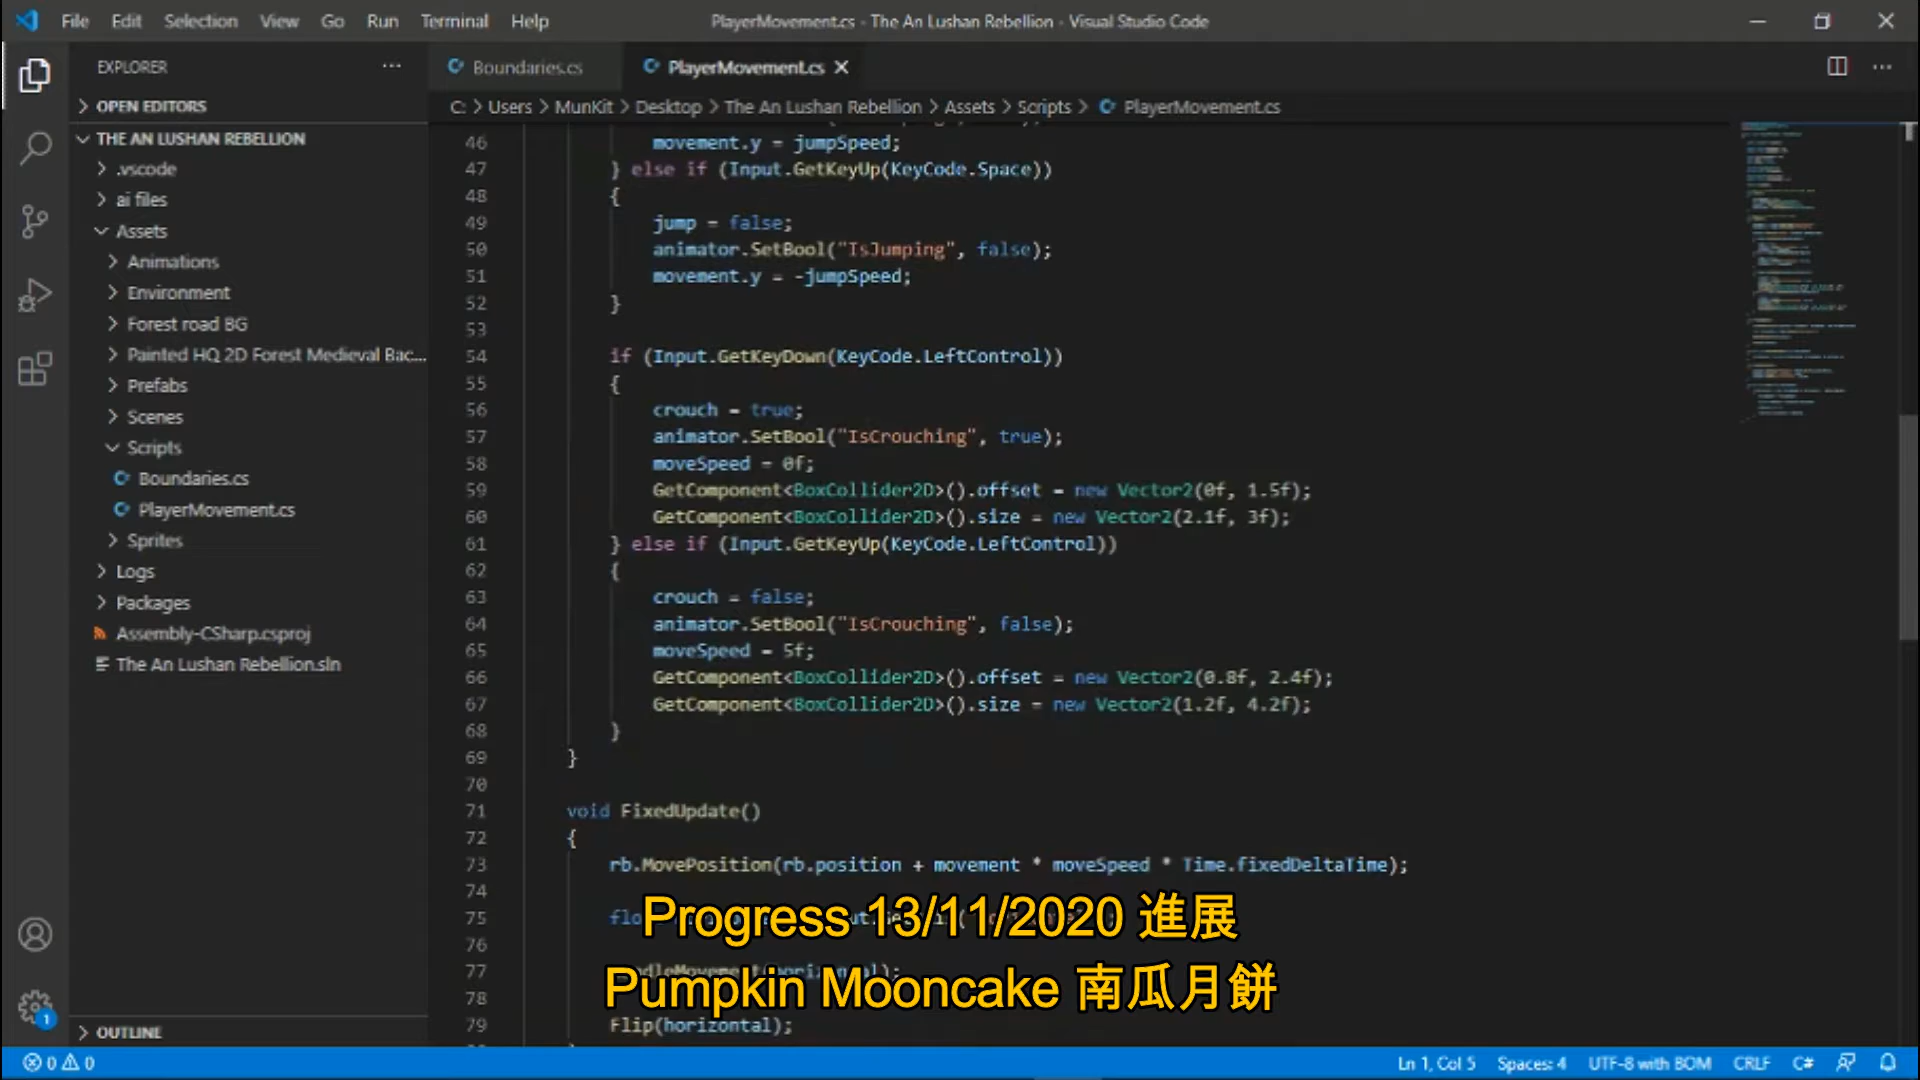 File Edit Selection View Go Run Terminal Help PlayerMovement.cs - The An Lushan Rebellion - Visual Studio Code
EXPLORER
OPEN EDITORS
THE AN LUSHAN REBELLION
.vscode
ai files
Assets
Animations
Environment
Forest road BG
Painted HQ 2D Forest Medieval Bac...
Prefabs
Scenes
Scripts
Boundaries.cs
PlayerMovement.cs
Sprites
Logs
Packages
Assembly-CSharp.csproj
The An Lushan Rebellion.sln
OUTLINE
Boundaries.cs PlayerMovement.cs
C: > Users > MunKit > Desktop > The An Lushan Rebellion > Assets > Scripts > PlayerMovement.cs
46 movement.y = jumpSpeed;
47 } else if (Input.GetKeyUp(KeyCode.Space))
48 {
49 jump = false;
50 animator.SetBool("IsJumping", false);
51 movement.y = -jumpSpeed;
52 }
53
54 if (Input.GetKeyDown(KeyCode.LeftControl))
55 {
56 crouch = true;
57 animator.SetBool("IsCrouching", true);
58 moveSpeed = 0f;
59 GetComponent<BoxCollider2D>().offset = new Vector2(0f, 1.5f);
60 GetComponent<BoxCollider2D>().size = new Vector2(2.1f, 3f);
61 } else if (Input.GetKeyUp(KeyCode.LeftControl))
62 {
63 crouch = false;
64 animator.SetBool("IsCrouching", false);
65 moveSpeed = 5f;
66 GetComponent<BoxCollider2D>().offset = new Vector2(0.8f, 2.4f);
67 GetComponent<BoxCollider2D>().size = new Vector2(1.2f, 4.2f);
68 }
69 }
70
71 void FixedUpdate()
72 {
73 rb.MovePosition(rb.position + movement * moveSpeed * Time.fixedDeltaTime);
74
75
76
77
78
79 Flip(horizontal);
Progress 13/11/2020 進展
Pumpkin Mooncake 南瓜月餅
1
0 0 Ln 1, Col 5 Spaces: 4 UTF-8 with BOM CRLF C#